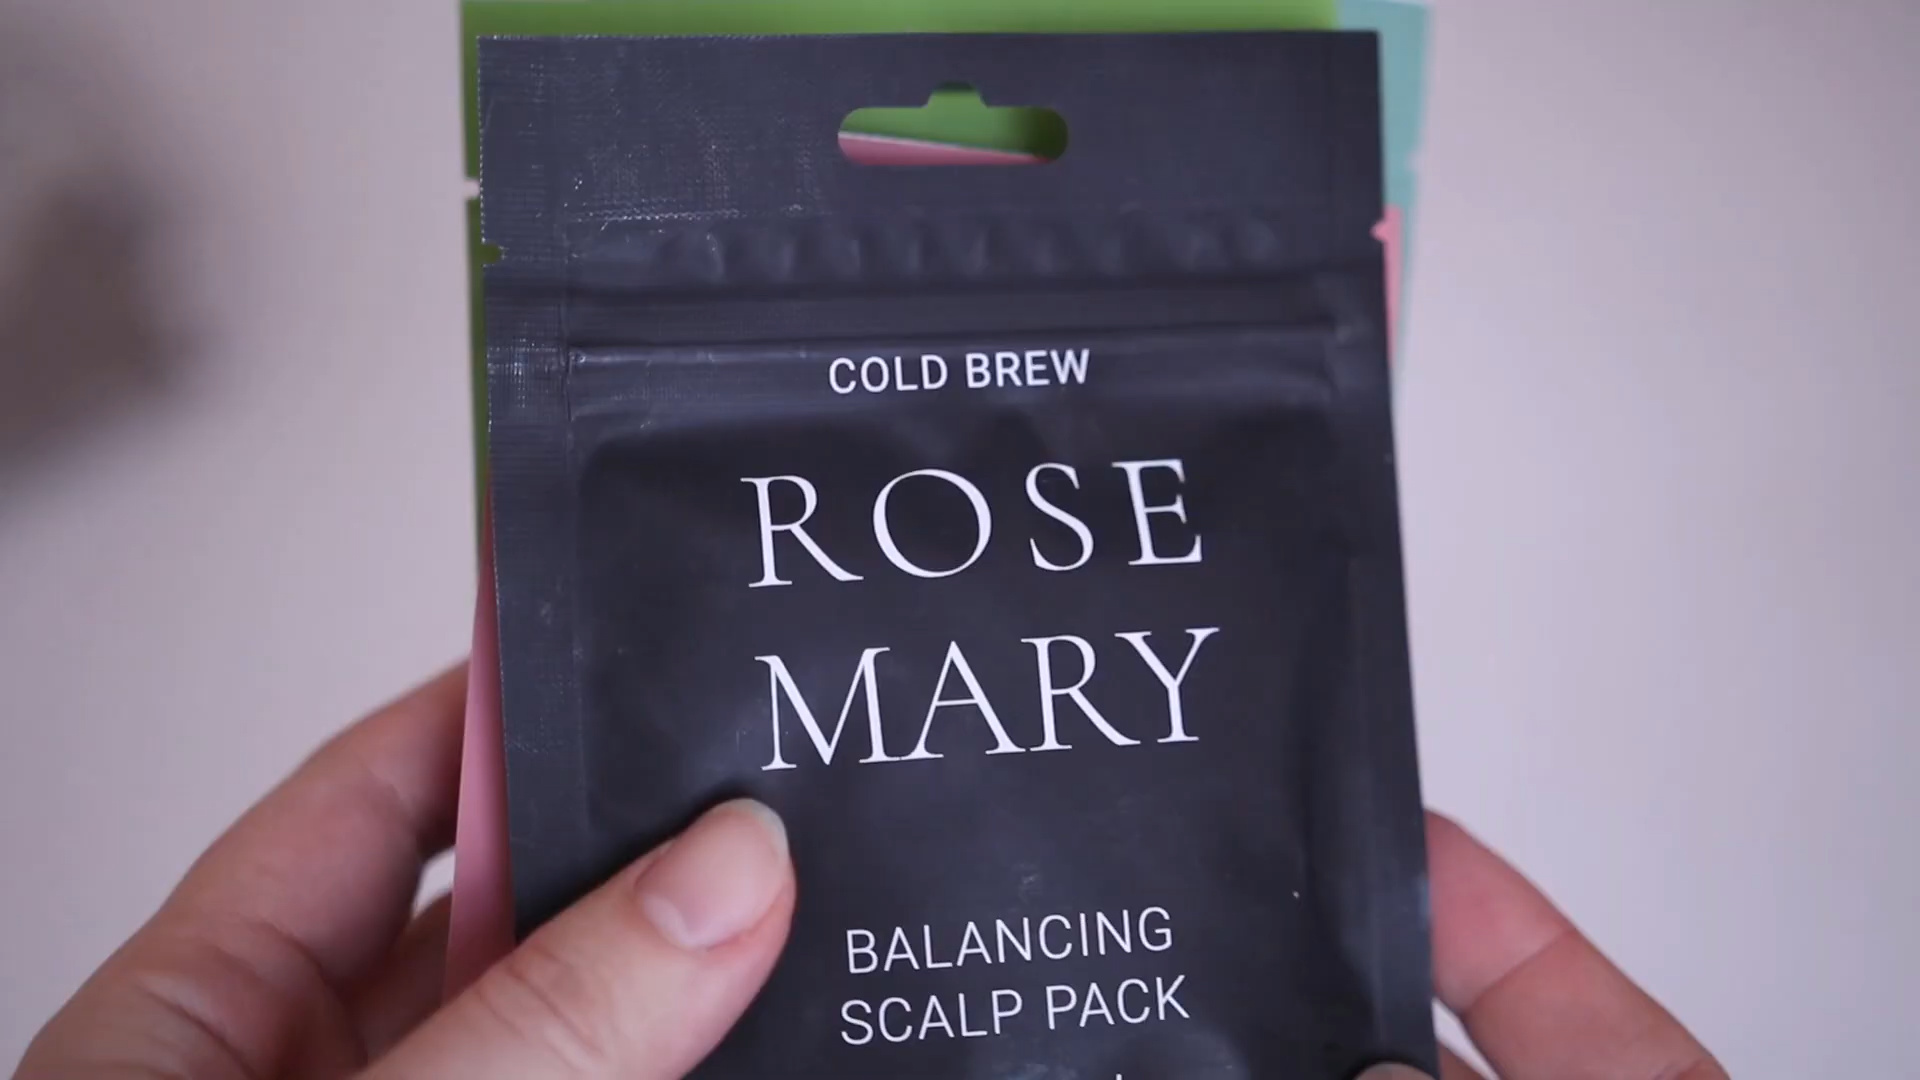 COLD BREW
ROSE
MARY
BALANCING
SCALP PACK